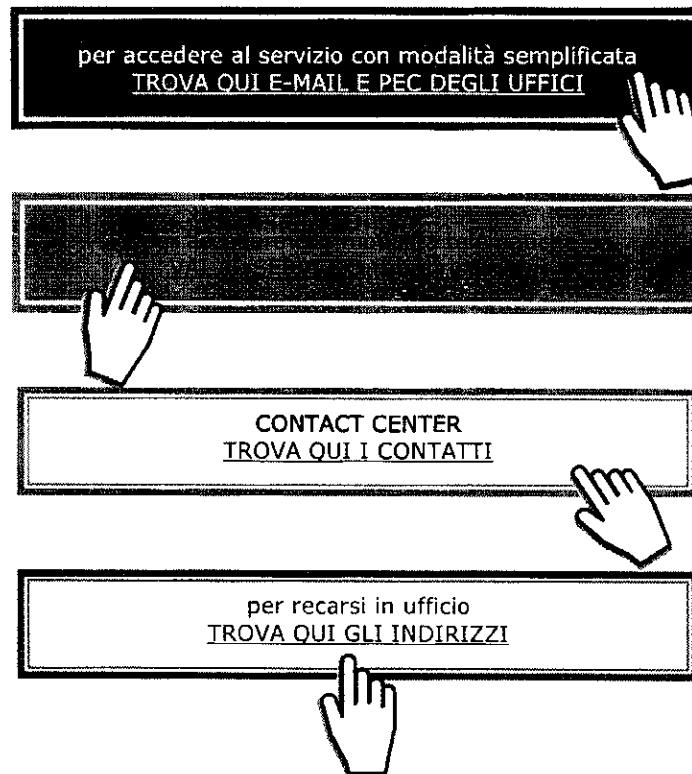 per accedere al servizio con modalità semplificata
TROVA QUI E-MAIL E PEC DEGLI UFFICI
CONTACT CENTER
TROVA QUI I CONTATTI
per recarsi in ufficio
TROVA QUI GLI INDIRIZZI